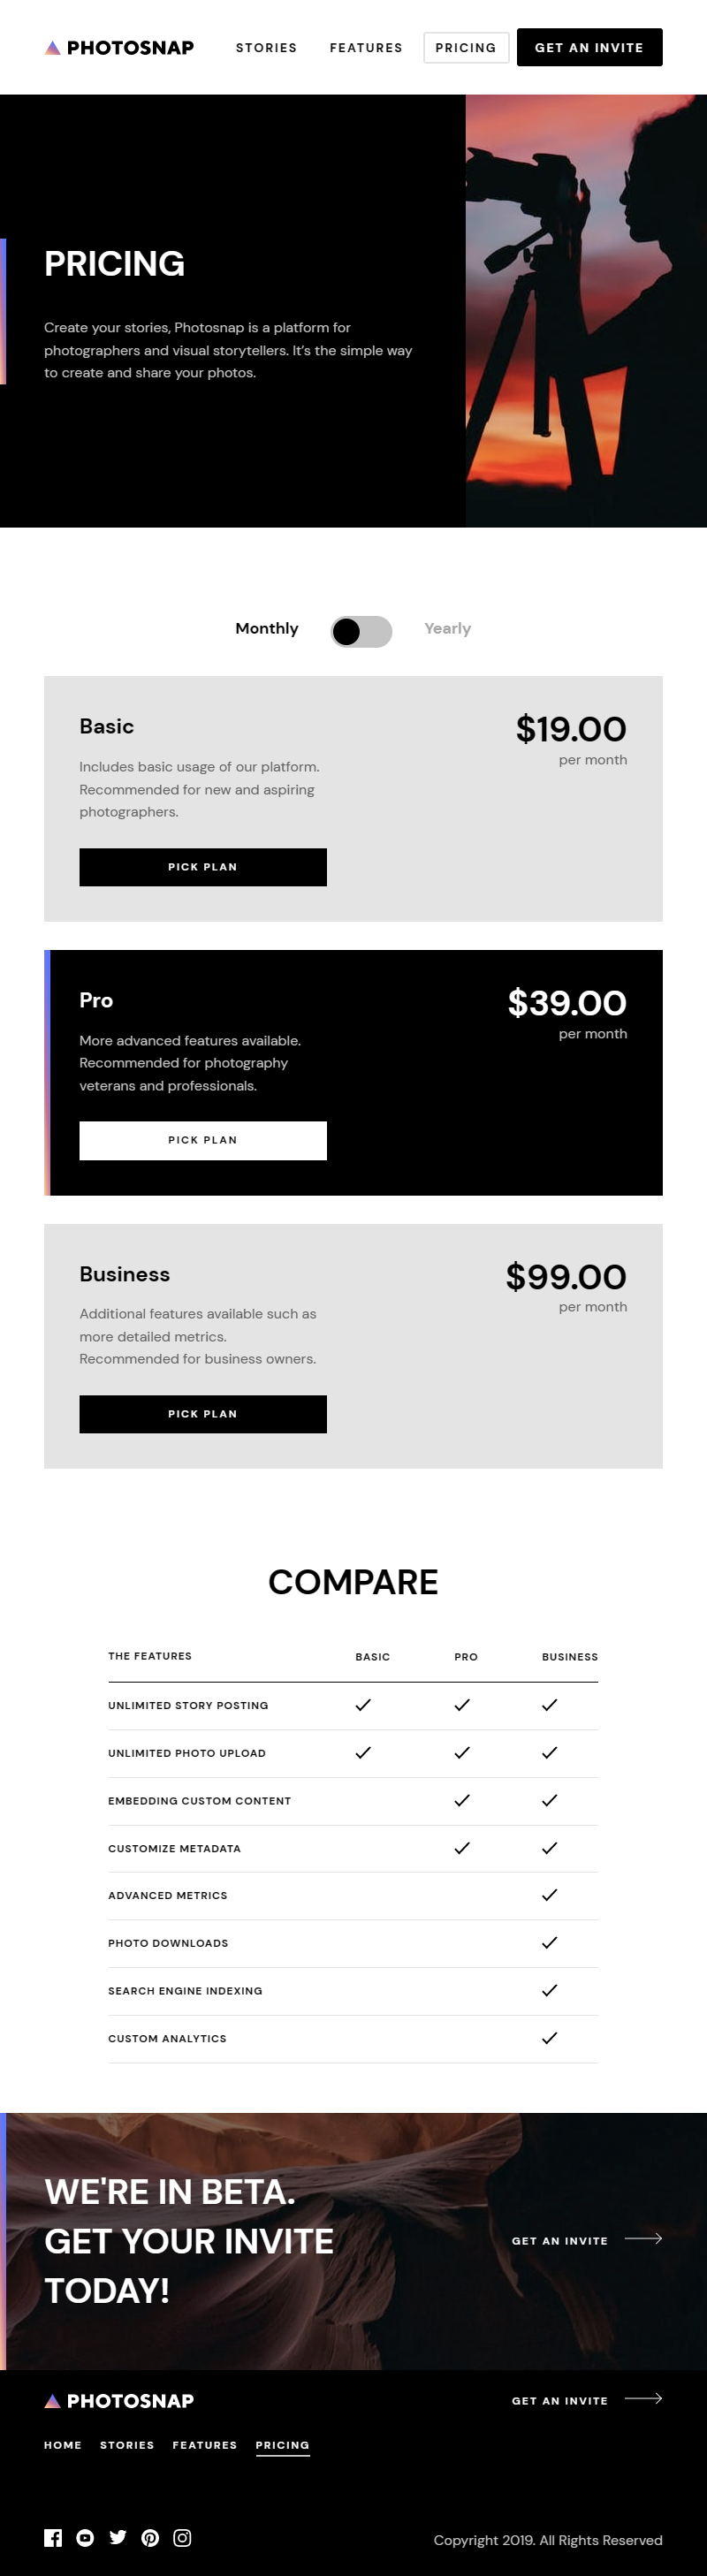 PHOTOSNAP
STORIES
FEATURES
PRICING
GET AN INVITE
PRICING
Create your stories, Photosnap is a platform for
photographers and visual storytellers. It’s the simple way
to create and share your photos.
Monthly
Yearly
Basic
Includes basic usage of our platform.
Recommended for new and aspiring
photographers.
PICK PLAN
$19.00
per month
Pro
More advanced features available.
Recommended for photography
veterans and professionals.
PICK PLAN
$39.00
per month
Business
Additional features available such as
more detailed metrics.
Recommended for business owners.
PICK PLAN
$99.00
per month
COMPARE
THE FEATURES BASIC PRO BUSINESS
UNLIMITED STORY POSTING
UNLIMITED PHOTO UPLOAD
EMBEDDING CUSTOM CONTENT
CUSTOMIZE METADATA
ADVANCED METRICS
PHOTO DOWNLOADS
SEARCH ENGINE INDEXING
CUSTOM ANALYTICS
WE'RE IN BETA.
GET YOUR INVITE
TODAY!
GET AN INVITE
PHOTOSNAP
GET AN INVITE
HOME
STORIES
FEATURES
PRICING
Copyright 2019. All Rights Reserved